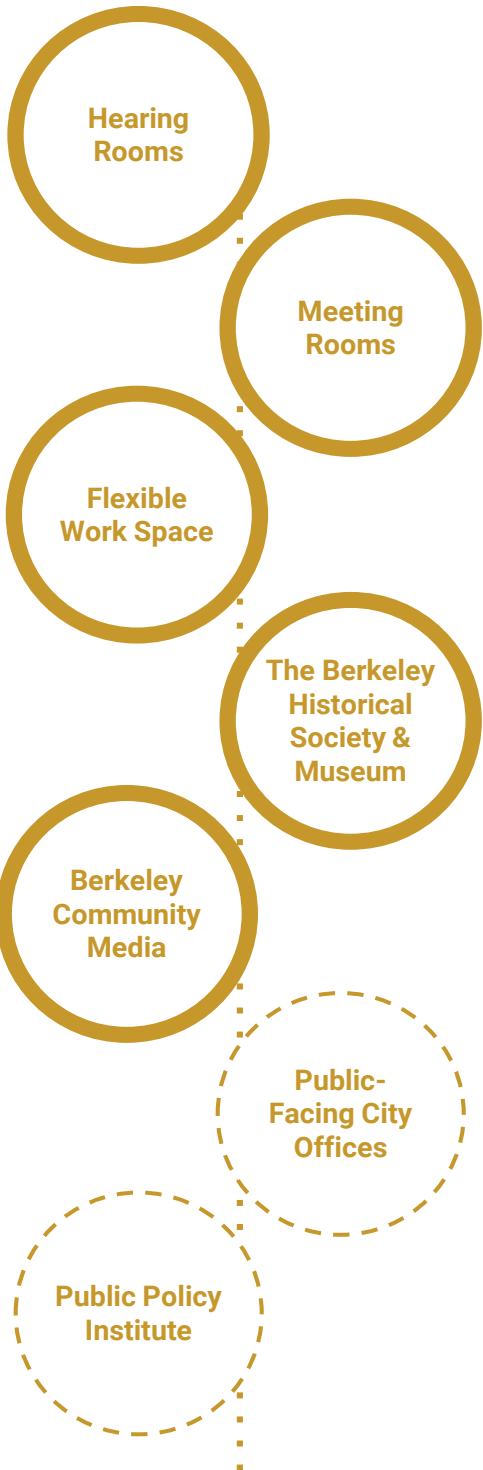 Hearing
Rooms
Meeting
Rooms
Flexible
Work Space
The Berkeley
Historical
Society &
Museum
Berkeley
Community
Media
Public-
Facing City
Offices
Public Policy
Institute